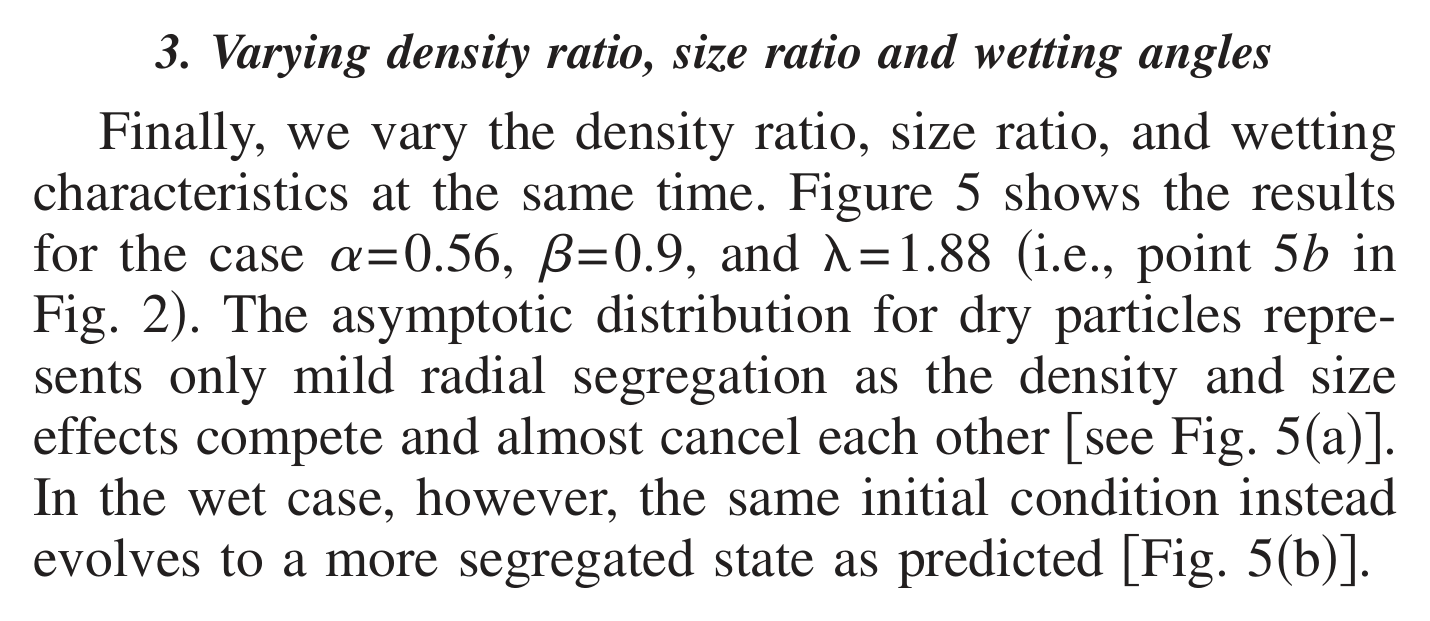 3. Varying density ratio, size ratio and wetting angles
Finally, we vary the density ratio, size ratio, and wetting
characteristics at the same time. Figure 5 shows the results
for the case α=0.56, β=0.9, and λ=1.88 (i.e., point 5b in
Fig. 2). The asymptotic distribution for dry particles repre-
sents only mild radial segregation as the density and size
effects compete and almost cancel each other [see Fig. 5(a)].
In the wet case, however, the same initial condition instead
evolves to a more segregated state as predicted [Fig. 5(b)].